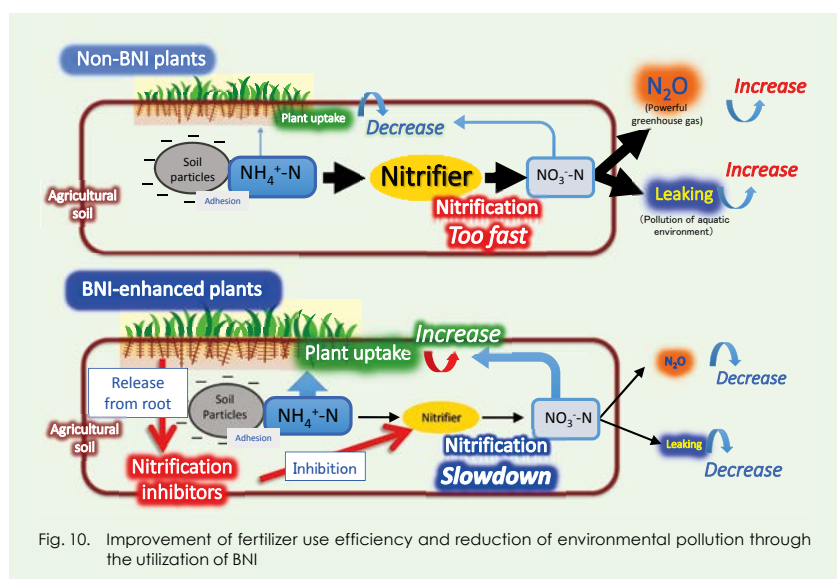 Non-BNI plants
Plant uptake
Decrease
N₂O
(Powerful
greenhouse gas)
Increase
Soil
particles
Adhesion
NH₄⁺-N
Nitrifier
NO₃⁻-N
Agricultural
soil
Nitrification
Too fast
Leaking
Increase
(Pollution of aquatic
environment)
BNI-enhanced plants
Plant uptake
Increase
Release
from root
Soil
Particles
Adhesion
NH₄⁺-N
Nitrifier
NO₃⁻-N
N₂O
Decrease
Agricultural
soil
Nitrification
Slowdown
Leaking
Decrease
Nitrification
inhibitors
Inhibition
Fig. 10. Improvement of fertilizer use efficiency and reduction of environmental pollution through
the utilization of BNI